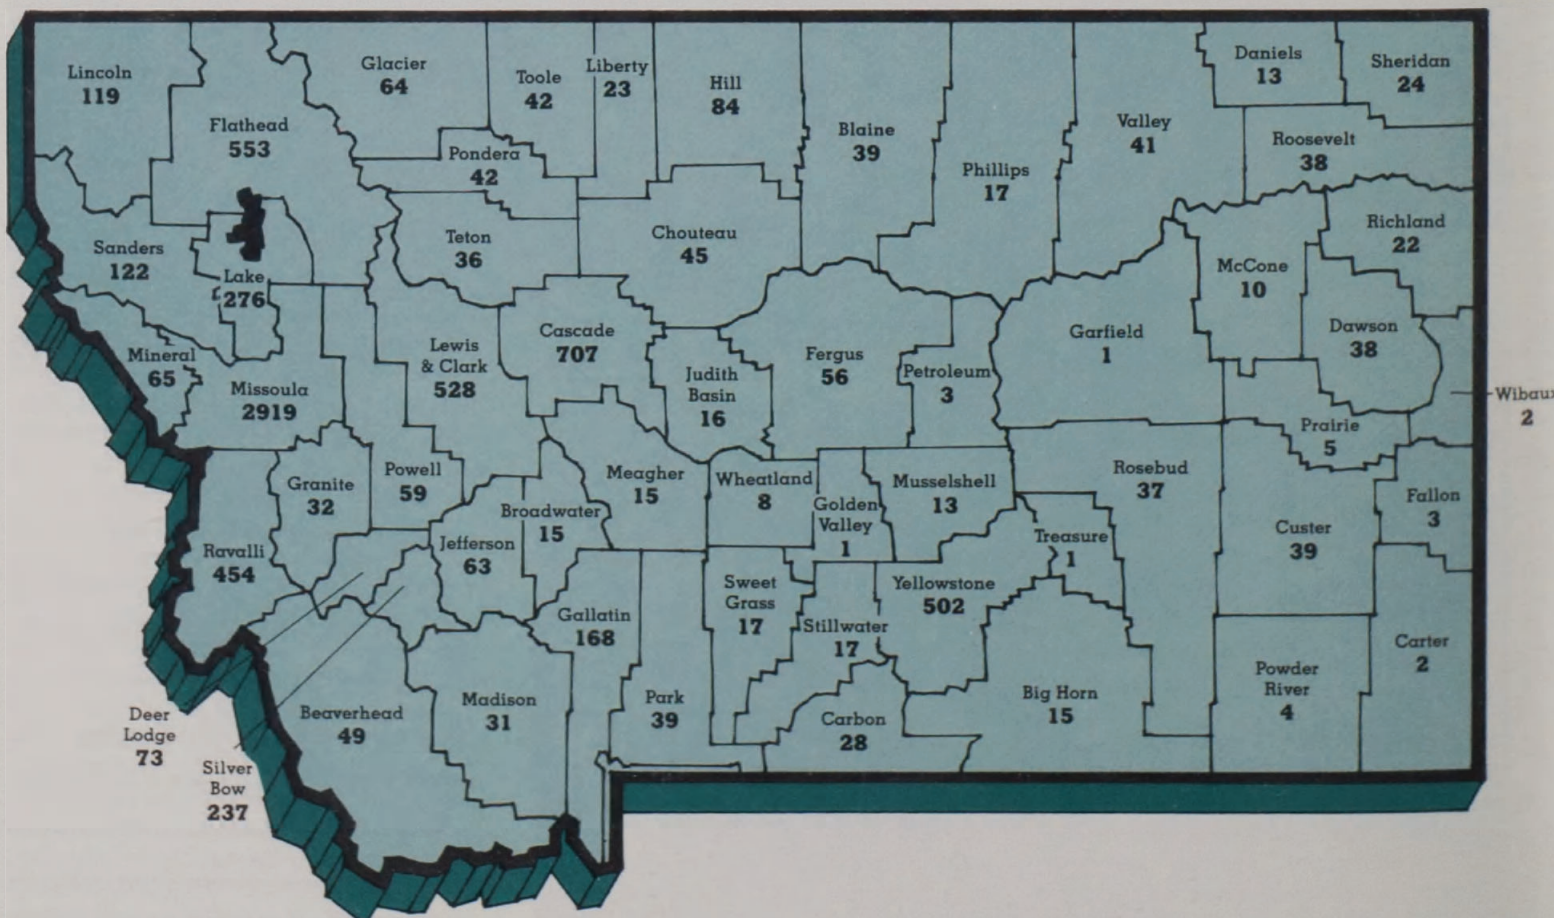 Lincoln
119
Flathead
553
Glacier
64
Toole
42
Liberty
23
Hill
84
Blaine
39
Phillips
17
Valley
41
Daniels
13
Sheridan
24
Roosevelt
38
Pondera
42
Teton
36
Chouteau
45
Sanders
122
Lake
276
McCone
10
Richland
22
Dawson
38
Garfield
1
Wibaux
2
Prairie
5
Mineral
65
Missoula
2919
Lewis
& Clark
528
Cascade
707
Judith
Basin
16
Fergus
56
Petroleum
3
Ravalli
454
Granite
32
Powell
59
Jefferson
63
Broadwater
15
Meagher
15
Wheatland
8
Golden
Valley
1
Musselshell
13
Rosebud
37
Treasure
1
Custer
39
Fallon
3
Deer
Lodge
73
Silver
Bow
237
Beaverhead
49
Madison
31
Gallatin
168
Park
39
Sweet
Grass
17
Stillwater
17
Yellowstone
502
Carbon
28
Big Horn
15
Powder
River
4
Carter
2